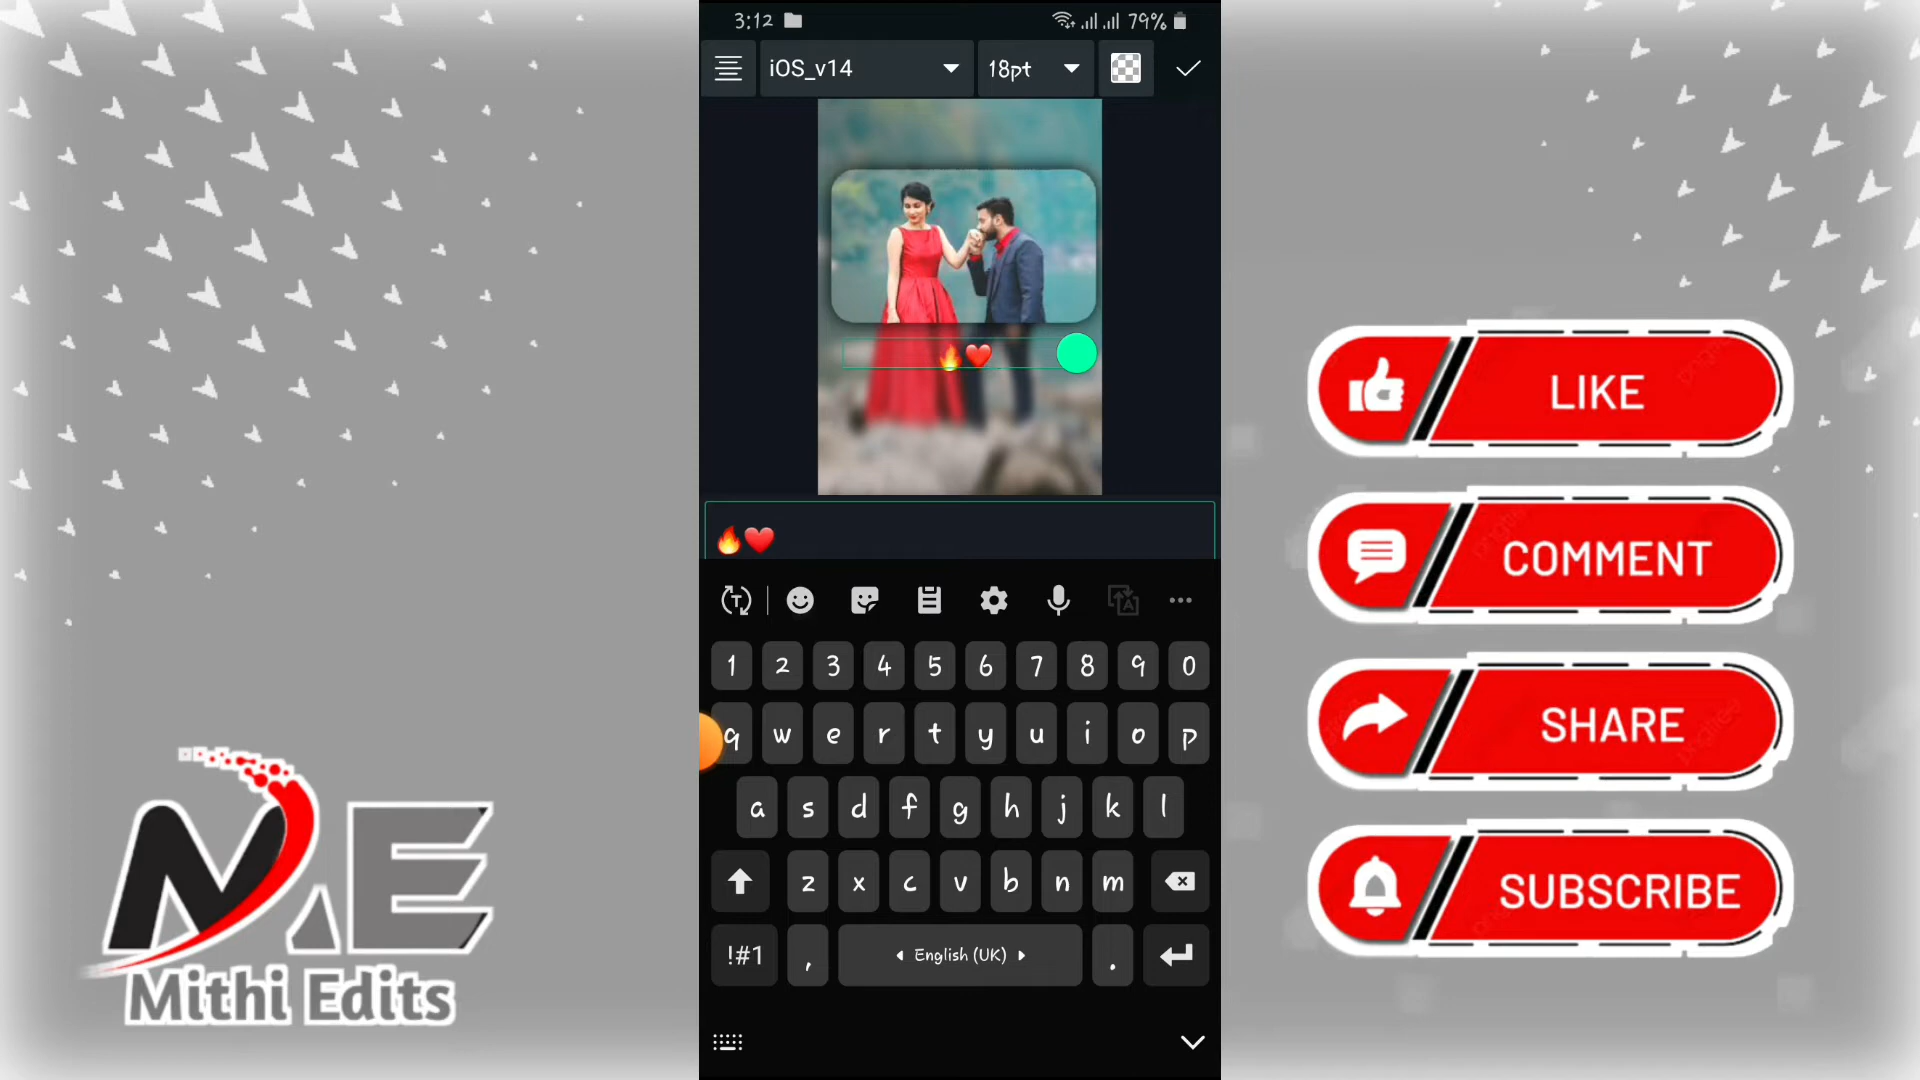 3:12
79%
iOS_v14
18pt
🔥❤️
🔥❤️
1 2 3 4 5 6 7 8 9 0
q w e r t y u i o p
a s d f g h j k l
z x c v b n m
!#1 , English (UK) .
LIKE
COMMENT
SHARE
SUBSCRIBE
ME
Mithi Edits